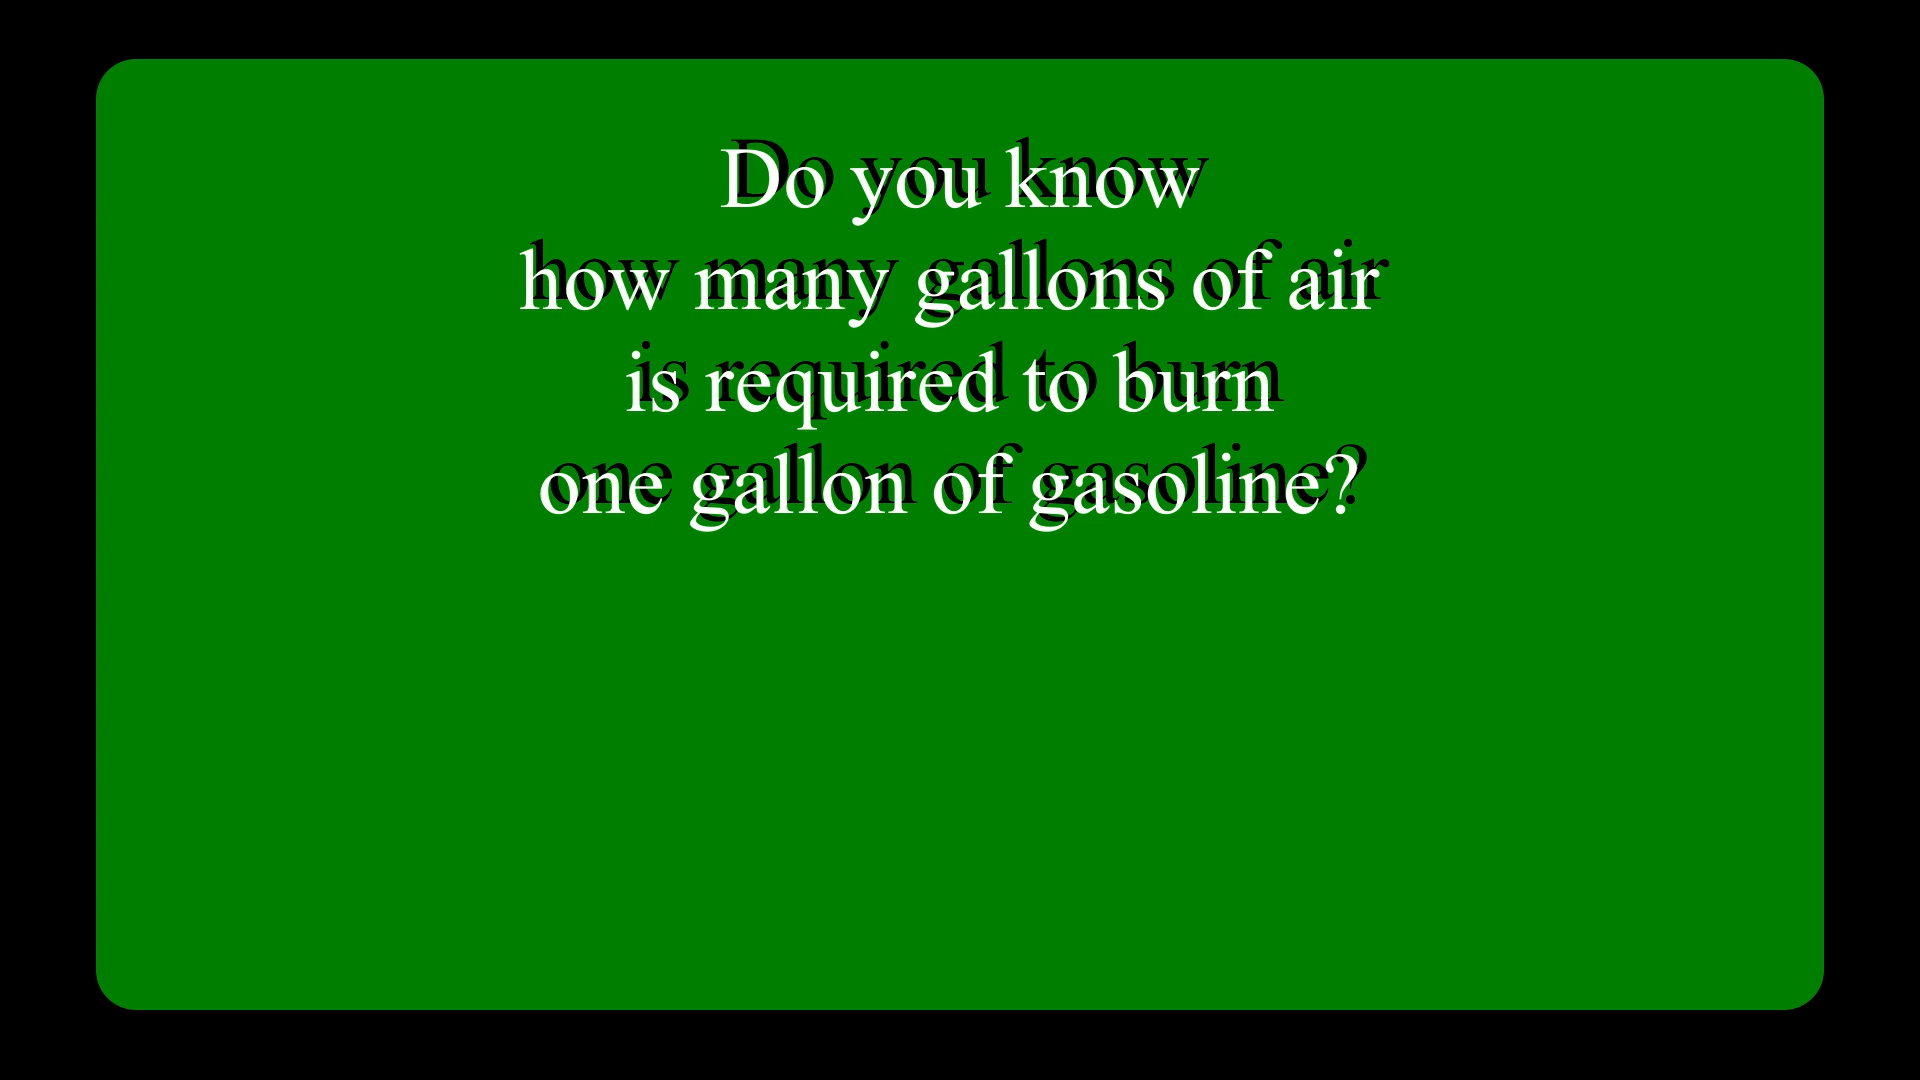 Do you know
how many gallons of air
is required to burn
one gallon of gasoline?